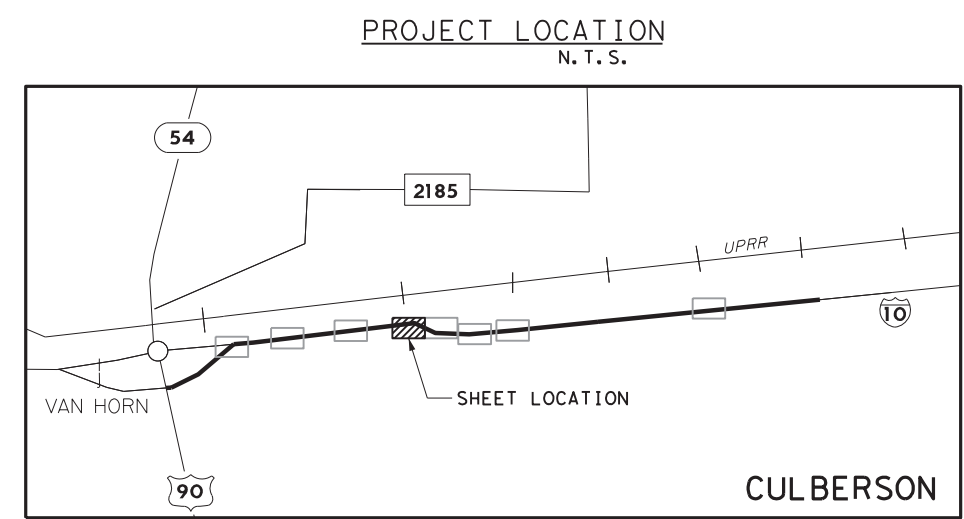 PROJECT LOCATION
N.T.S.
54
2185
UPRR
10
VAN HORN
SHEET LOCATION
90
CULBERSON